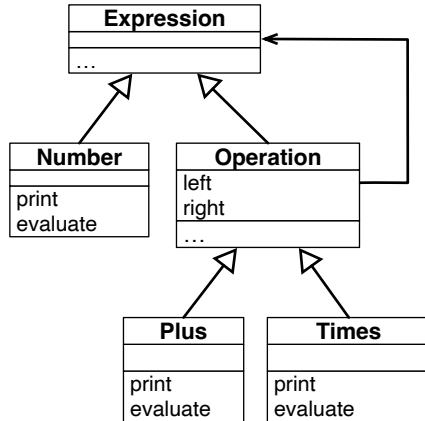 Expression
…
Number
print
evaluate
Operation
left
right
…
Plus
print
evaluate
Times
print
evaluate